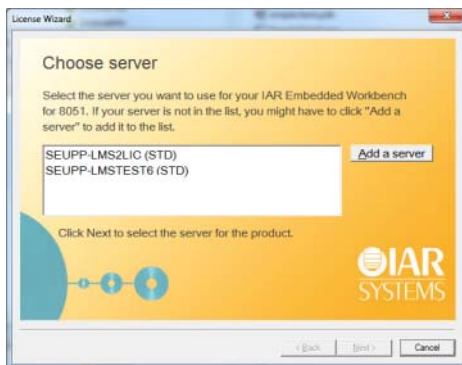 License Wizard
Choose server
Select the server you want to use for your IAR Embedded Workbench
for 8051. If your server is not in the list, you might have to
click "Add a
server" to add it to the list.
SEUPP-LMS2LIC (STD)
SEUPP-LMSTEST6 (STD)
Add a server
Click Next to select the server for the product.
IAR
SYSTEMS
< Back
Next >
Cancel